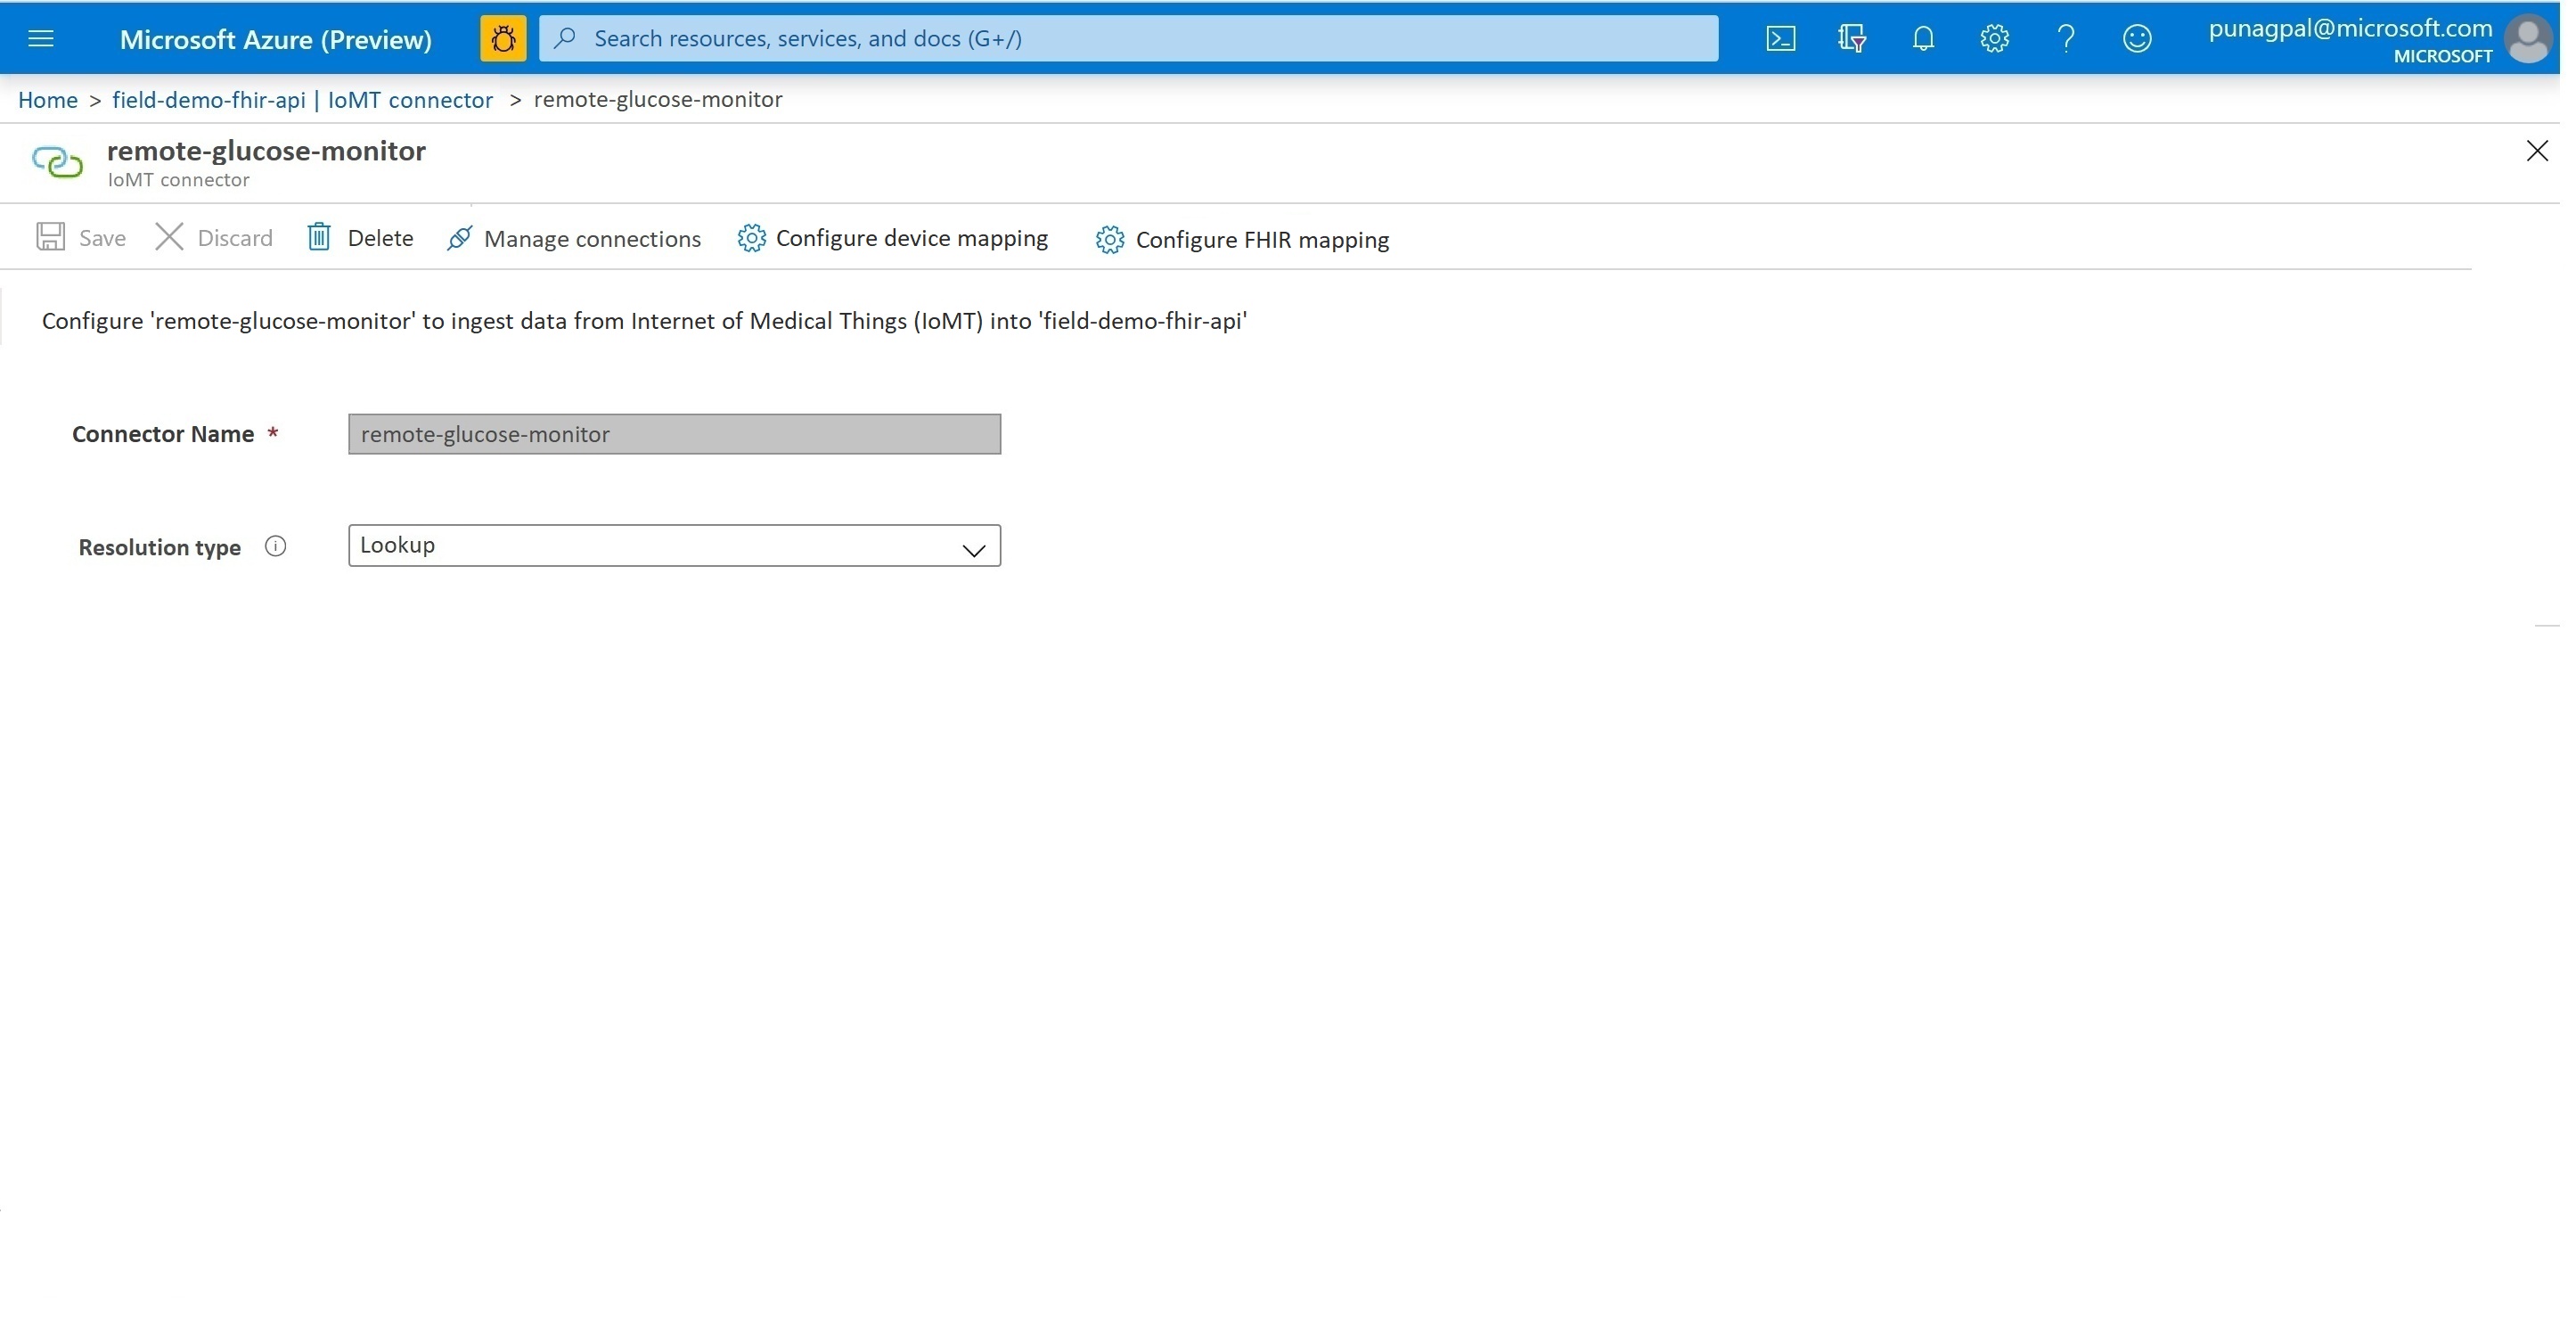 Microsoft Azure (Preview)
Search resources, services, and docs (G+/)
punagpal@microsoft.com
MICROSOFT
Home > field-demo-fhir-api | IoMT connector > remote-glucose-monitor
remote-glucose-monitor
IoMT connector
Save Discard Delete Manage connections Configure device mapping Configure FHIR mapping
Configure 'remote-glucose-monitor' to ingest data from Internet of Medical Things (IoMT) into 'field-demo-fhir-api'
Connector Name * remote-glucose-monitor
Resolution type Lookup